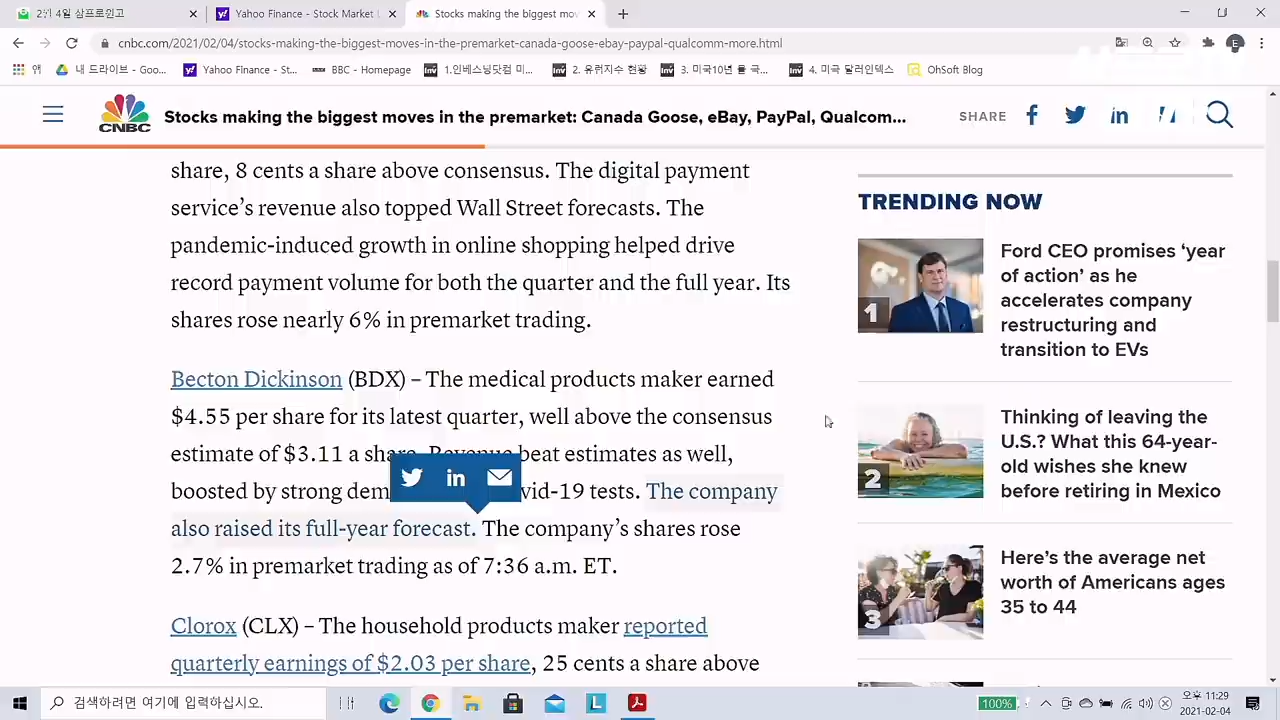 2월 4일 삼프로원고
Yahoo Finance - Stock Market L
Stocks making the biggest mov
cnbc.com/2021/02/04/stocks-making-the-biggest-moves-in-the-premarket-canada-goose-ebay-paypal-qualcomm-more.html
E
앱
내 드라이브 - Goo...
Yahoo Finance - St...
BBC - Homepage
1.인베스닝닷컴 미...
2. 유럽지수 현황
3. 미국10년 물 국...
4. 미국 달러인덱스
OhSoft Blog
CNBC
Stocks making the biggest moves in the premarket: Canada Goose, eBay, PayPal, Qualcom...
SHARE
share, 8 cents a share above consensus. The digital payment
service's revenue also topped Wall Street forecasts. The
pandemic-induced growth in online shopping helped drive
record payment volume for both the quarter and the full year. Its
shares rose nearly 6% in premarket trading.
Becton Dickinson (BDX) – The medical products maker earned
$4.55 per share for its latest quarter, well above the consensus
estimate of $3.11 a share. Revenue beat estimates as well,
boosted by strong dem vid-19 tests. The company
also raised its full-year forecast. The company's shares rose
2.7% in premarket trading as of 7:36 a.m. ET.
Clorox (CLX) – The household products maker reported
quarterly earnings of $2.03 per share, 25 cents a share above
TRENDING NOW
1
Ford CEO promises 'year
of action' as he
accelerates company
restructuring and
transition to EVs
2
Thinking of leaving the
U.S.? What this 64-year-
old wishes she knew
before retiring in Mexico
3
Here's the average net
worth of Americans ages
35 to 44
검색하려면 여기에 입력하십시오.
100%
오후 11:29
2021-02-04